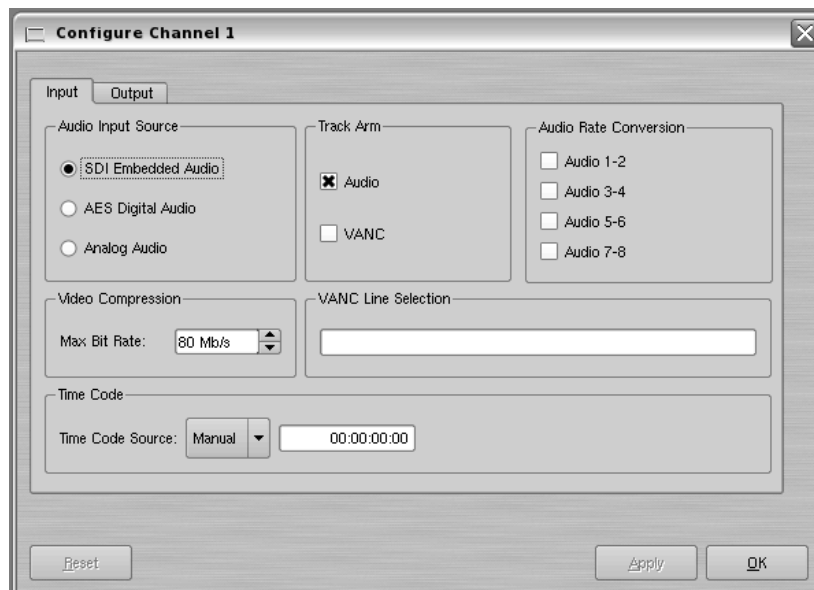 Configure Channel 1
Input
Output
Audio Input Source
SDI Embedded Audio
AES Digital Audio
Analog Audio
Track Arm
Audio
VANC
Audio Rate Conversion
Audio 1-2
Audio 3-4
Audio 5-6
Audio 7-8
Video Compression
Max Bit Rate: 80 Mb/s
VANC Line Selection
Time Code
Time Code Source: Manual 00:00:00:00
Reset
Apply
OK